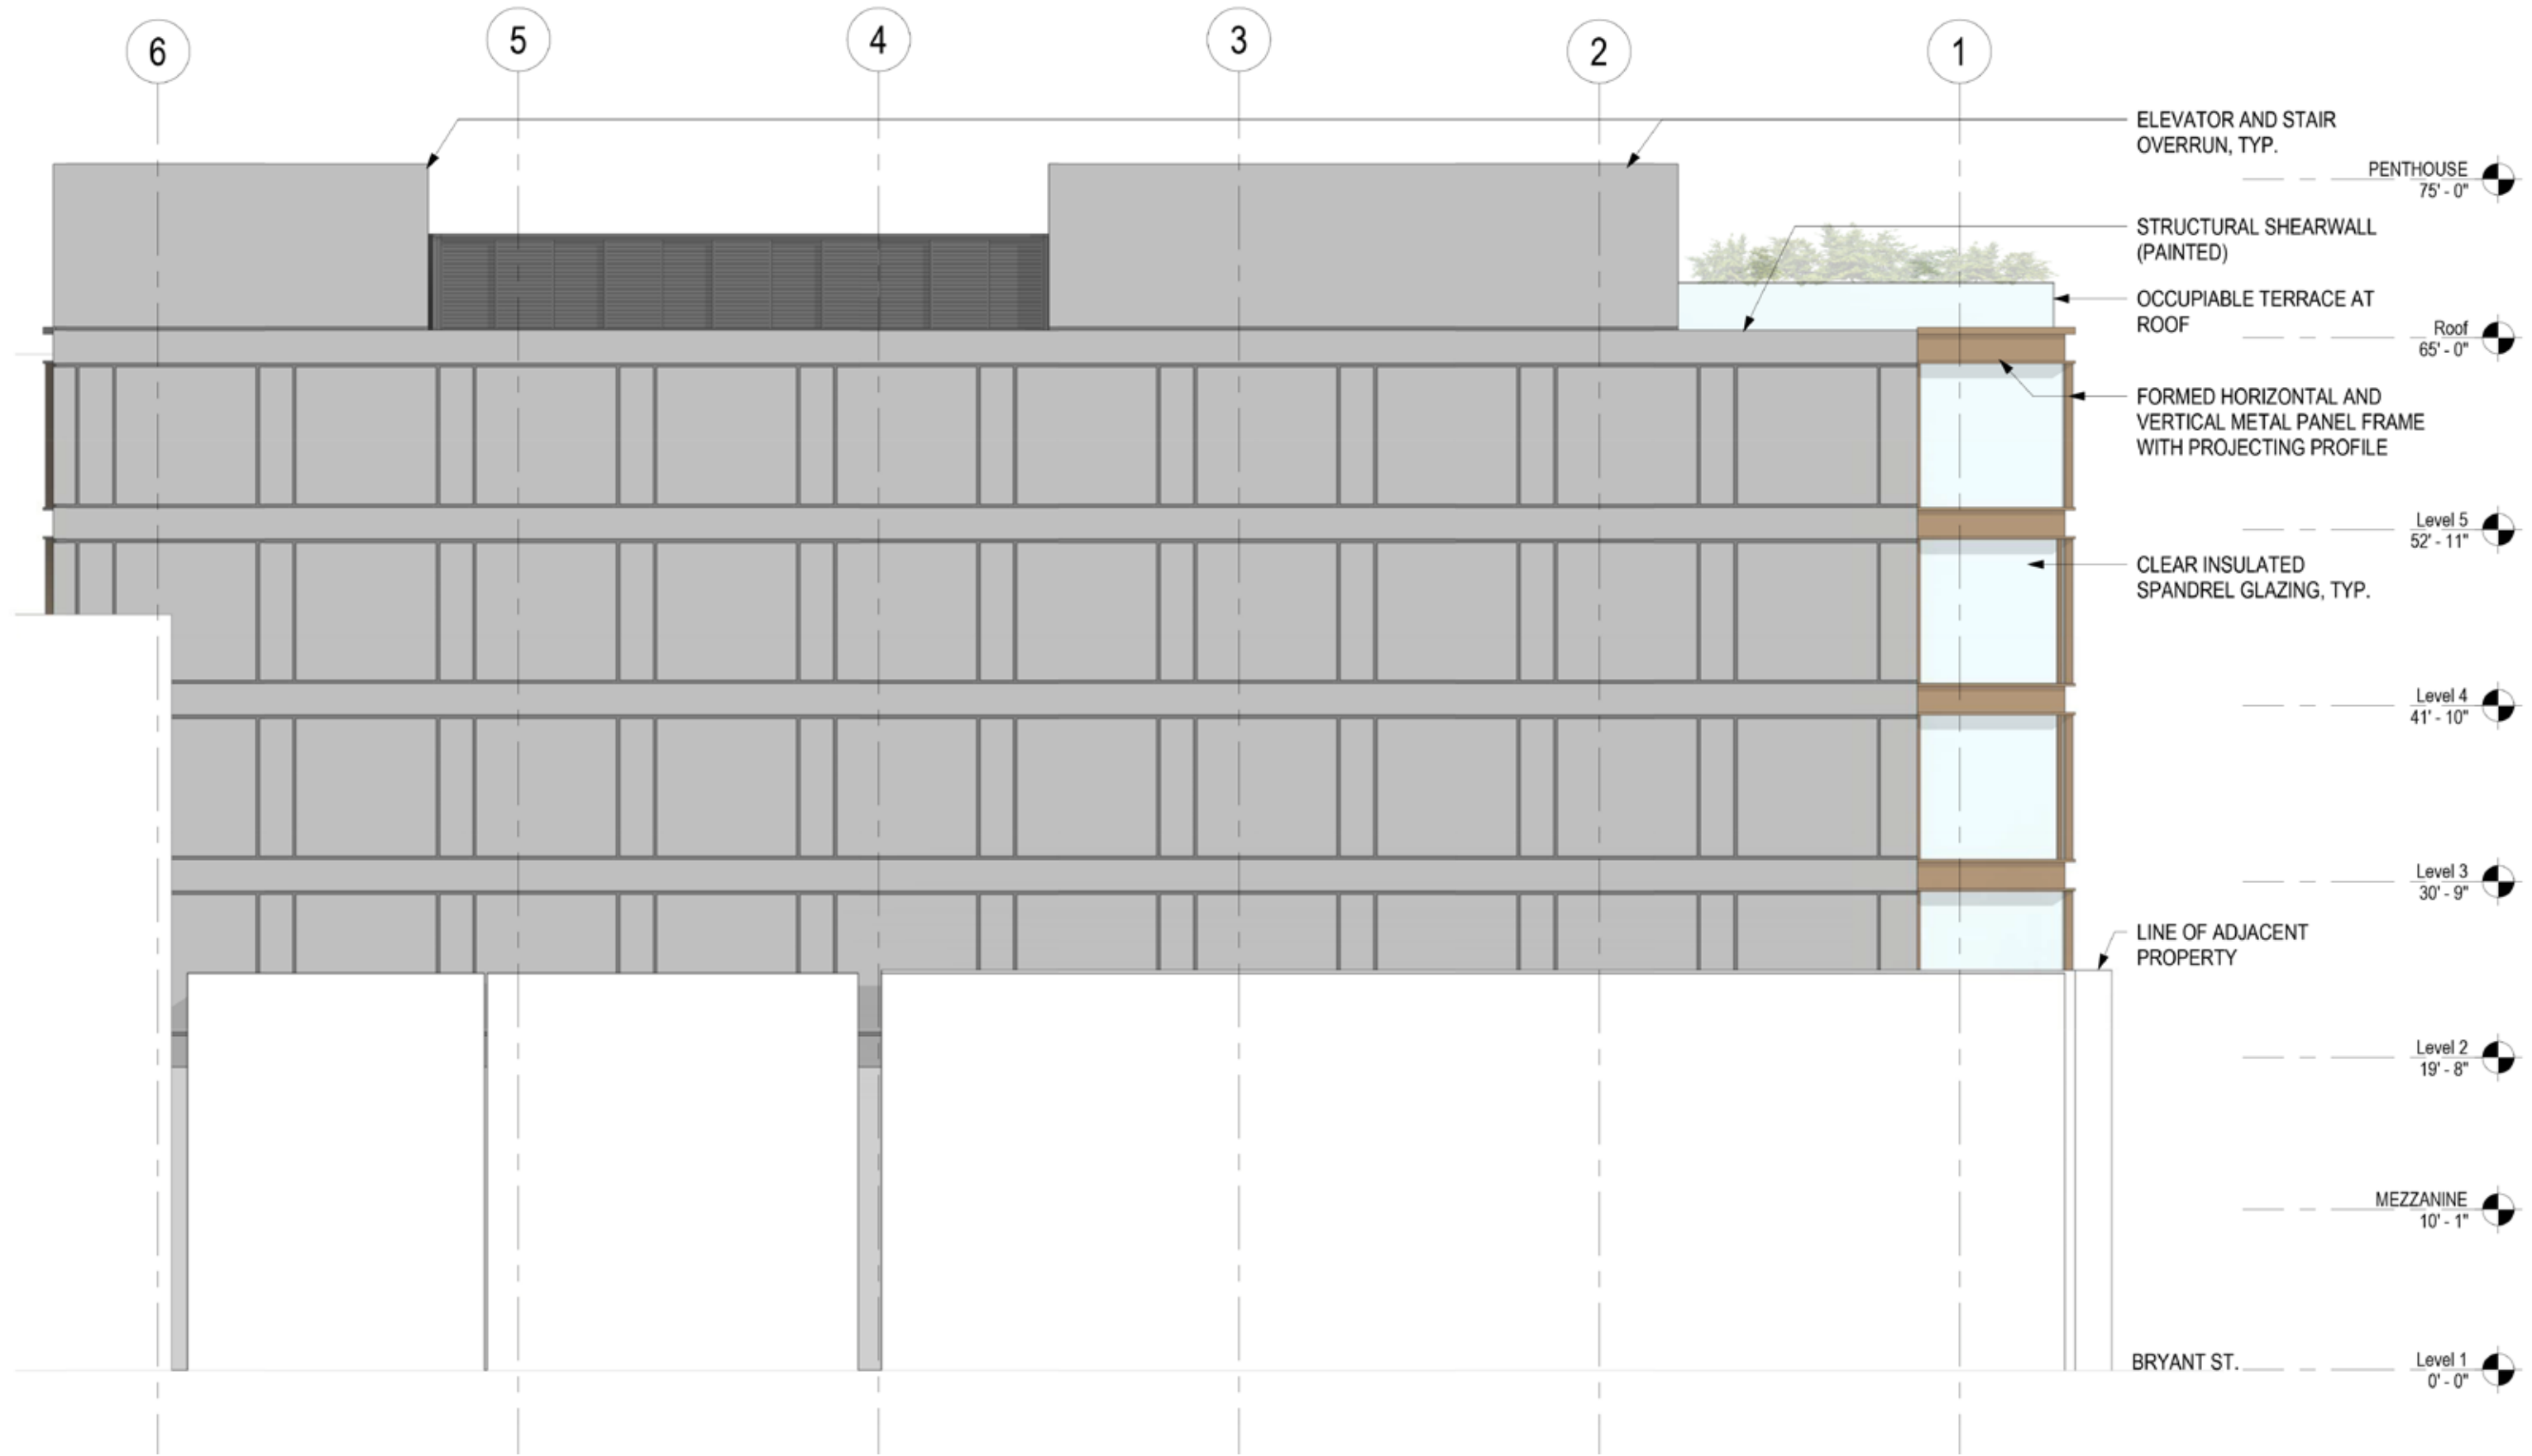 6
5
4
3
2
1
ELEVATOR AND STAIR
OVERRUN, TYP.
PENTHOUSE
75' - 0"
STRUCTURAL SHEARWALL
(PAINTED)
OCCUPIABLE TERRACE AT
ROOF
Roof
65' - 0"
FORMED HORIZONTAL AND
VERTICAL METAL PANEL FRAME
WITH PROJECTING PROFILE
Level 5
52' - 11"
CLEAR INSULATED
SPANDREL GLAZING, TYP.
Level 4
41' - 10"
Level 3
30' - 9"
LINE OF ADJACENT
PROPERTY
Level 2
19' - 8"
MEZZANINE
10' - 1"
BRYANT ST.
Level 1
0' - 0"